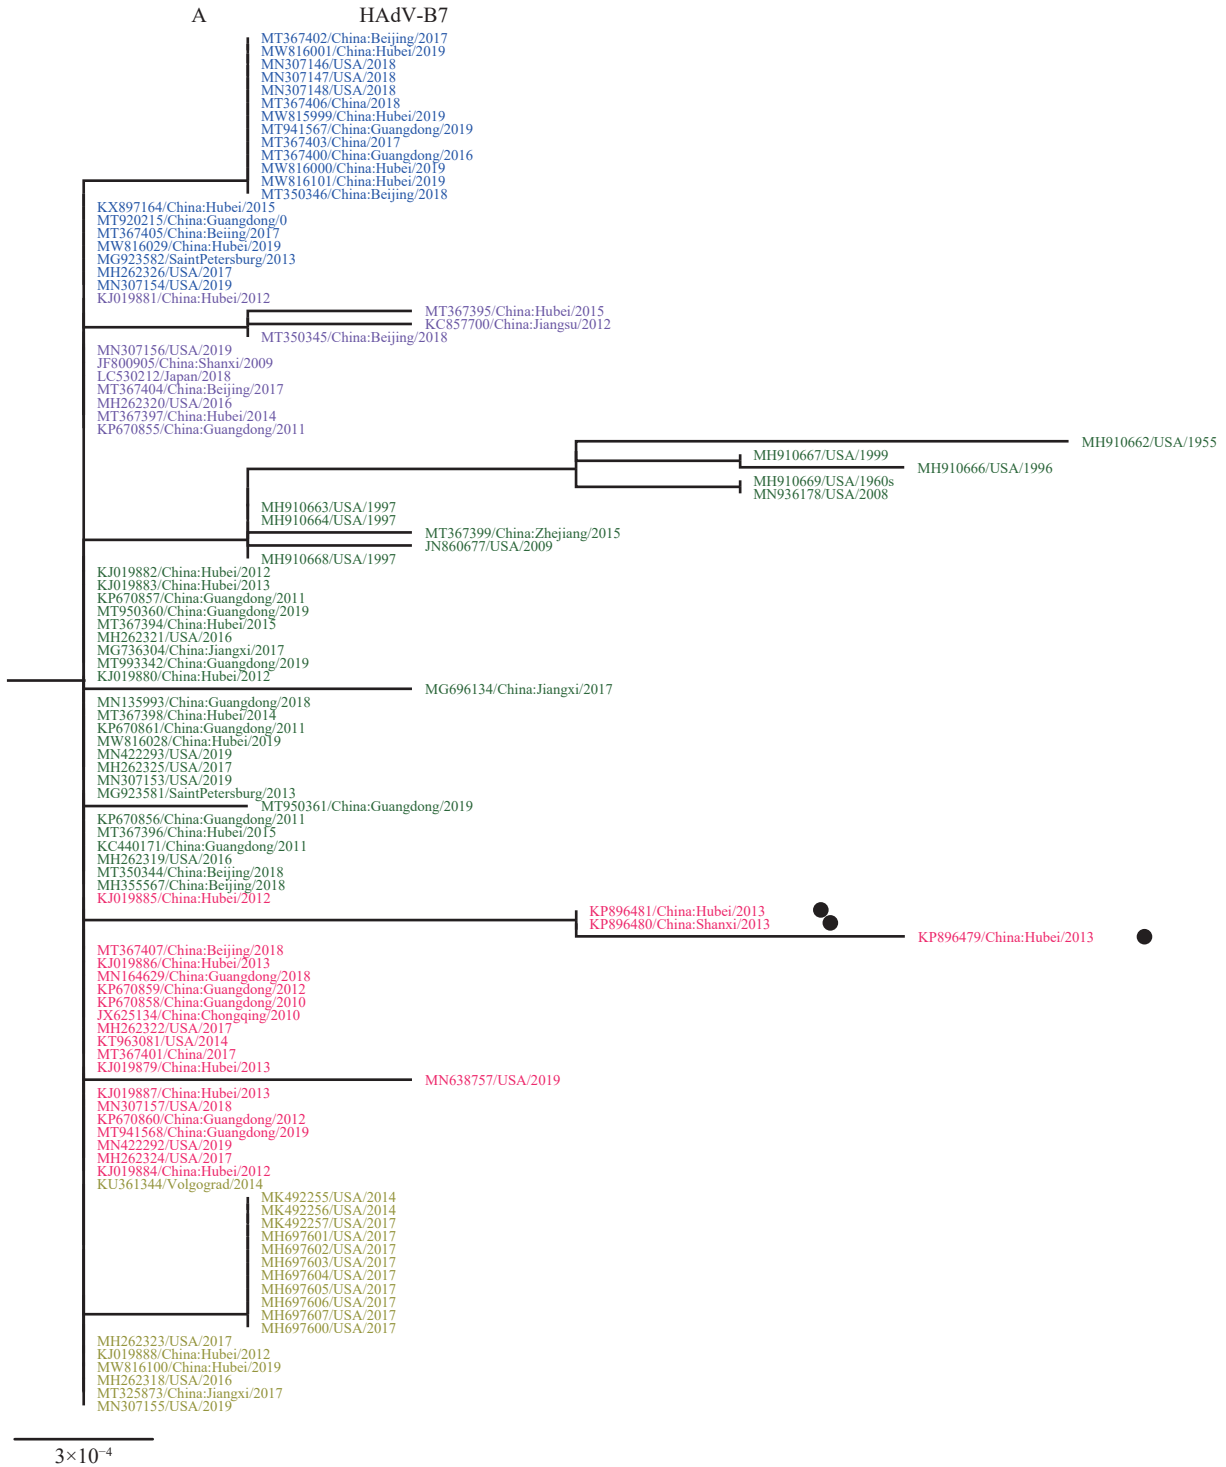 A HAdV-B7
MT367402/China:Beijing/2017
MW816001/China:Hubei/2019
MN307146/USA/2018
MN307147/USA/2018
MN307148/USA/2018
MT367406/China/2018
MW815999/China:Hubei/2019
MT941567/China:Guangdong/2019
MT367403/China/2017
MT367400/China:Guangdong/2016
MW816000/China:Hubei/2019
MW816101/China:Hubei/2019
MT350346/China:Beijing/2018
KX897164/China:Hubei/2015
MT920215/China:Guangdong/0
MT367405/China:Beiing/2017
MW816029/China:Hubei/2019
MG923582/SaintPetersburg/2013
MH262326/USA/2017
MN307154/USA/2019
KJ019881/China:Hubei/2012
MT367395/China:Hubei/2015
KC857700/China:Jiangsu/2012
MT350345/China:Beijing/2018
MN307156/USA/2019
JF800905/China:Shanxi/2009
LC530212/Japan/2018
MT367404/China:Beijing/2017
MH262320/USA/2016
MT367397/China:Hubei/2014
KP670855/China:Guangdong/2011
MH910662/USA/1955
MH910667/USA/1999
MH910666/USA/1996
MH910669/USA/1960s
MN936178/USA/2008
MH910663/USA/1997
MH910664/USA/1997
MT367399/China:Zhejiang/2015
JN860677/USA/2009
MH910668/USA/1997
KJ019882/China:Hubei/2012
KJ019883/China:Hubei/2013
KP670857/China:Guangdong/2011
MT950360/China:Guangdong/2019
MT367394/China:Hubei/2015
MH262321/USA/2016
MG736304/China:Jiangxi/2017
MT993342/China:Guangdong/2019
KJ019880/China:Hubei/2012
MG696134/China:Jiangxi/2017
MN135993/China:Guangdong/2018
MT367398/China:Hubei/2014
KP670861/China:Guangdong/2011
MW816028/China:Hubei/2019
MN422293/USA/2019
MH262325/USA/2017
MN307153/USA/2019
MG923581/SaintPetersburg/2013
MT950361/China:Guangdong/2019
KP670856/China:Guangdong/2011
MT367396/China:Hubei/2015
KC440171/China:Guangdong/2011
MH262319/USA/2016
MT350344/China:Beijing/2018
MH355567/China:Beijing/2018
KJ019885/China:Hubei/2012
KP896481/China:Hubei/2013
KP896480/China:Shanxi/2013
KP896479/China:Hubei/2013
MT367407/China:Beijing/2018
KJ019886/China:Hubei/2013
MN164629/China:Guangdong/2018
KP670859/China:Guangdong/2012
KP670858/China:Guangdong/2010
JX625134/China:Chongqing/2010
MH262322/USA/2017
KT963081/USA/2014
MT367401/China/2017
KJ019879/China:Hubei/2013
MN638757/USA/2019
KJ019887/China:Hubei/2013
MN307157/USA/2018
KP670860/China:Guangdong/2012
MT941568/China:Guangdong/2019
MN422292/USA/2019
MH262324/USA/2017
KJ019884/China:Hubei/2012
KU361344/Volgograd/2014
MK492255/USA/2014
MK492256/USA/2014
MK492257/USA/2017
MH697601/USA/2017
MH697602/USA/2017
MH697603/USA/2017
MH697604/USA/2017
MH697605/USA/2017
MH697606/USA/2017
MH697607/USA/2017
MH697600/USA/2017
MH262323/USA/2017
KJ019888/China:Hubei/2012
MW816100/China:Hubei/2019
MH262318/USA/2016
MT325873/China:Jiangxi/2017
MN307155/USA/2019
3×10⁻⁴